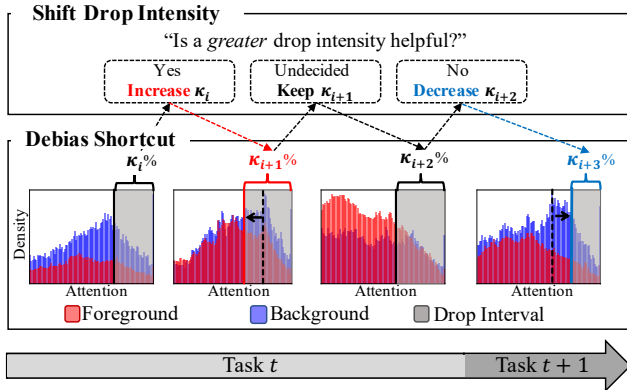 Shift Drop Intensity
“Is a greater drop intensity helpful?”
Yes
Increase κᵢ
Undecided
Keep κᵢ₊₁
No
Decrease κᵢ₊₂
Debias Shortcut
κᵢ%
κᵢ₊₁%
κᵢ₊₂%
κᵢ₊₃%
Density
Attention
Attention
Attention
Attention
Foreground
Background
Drop Interval
Task t
Task t + 1